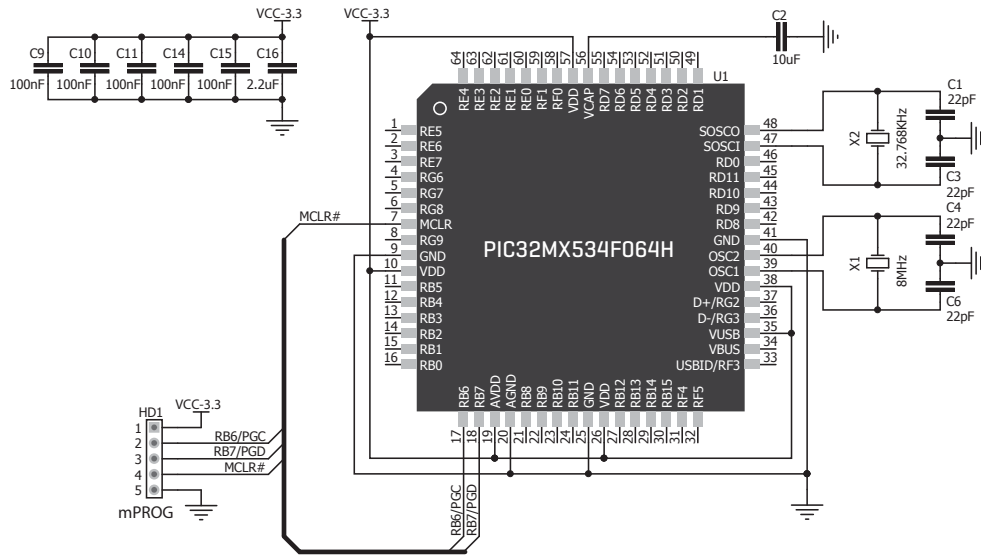 VCC-3.3
VCC-3.3
C9 C10 C11 C14 C15 C16
100nF 100nF 100nF 100nF 100nF 2.2uF
C2
10uF
U1
64 63 62 61 60 59 58 57 56 55 54 53 52 51 50 49
RE4 RE3 RE2 RE1 RE0 RF1 RF0 VDD VCAP RD7 RD6 RD5 RD4 RD3 RD2 RD1
1 RE5
2 RE6
3 RE7
4 RG6
5 RG7
6 RG8
MCLR# 7 MCLR
8 RG9
9 GND
10 VDD
11 RB5
12 RB4
13 RB3
14 RB2
15 RB1
16 RB0
PIC32MX534F064H
SOSCO 48
SOSCI 47
RD0 46
RD11 45
RD10 44
RD9 43
RD8 42
GND 41
OSC2 40
OSC1 39
VDD 38
D+/RG2 37
D-/RG3 36
VUSB 35
VBUS 34
USBID/RF3 33
RB6 RB7 AVDD AGND RB8 RB9 RB10 RB11 GND VDD RB12 RB13 RB14 RB15 RF4 RF5
17 18 19 20 21 22 23 24 25 26 27 28 29 30 31 32
C1
22pF
X2
32.768KHz
C3
22pF
C4
22pF
X1
8MHz
C6
22pF
HD1
VCC-3.3
1
2 RB6/PGC
3 RB7/PGD
4 MCLR#
5
mPROG
RB6/PGC
RB7/PGD